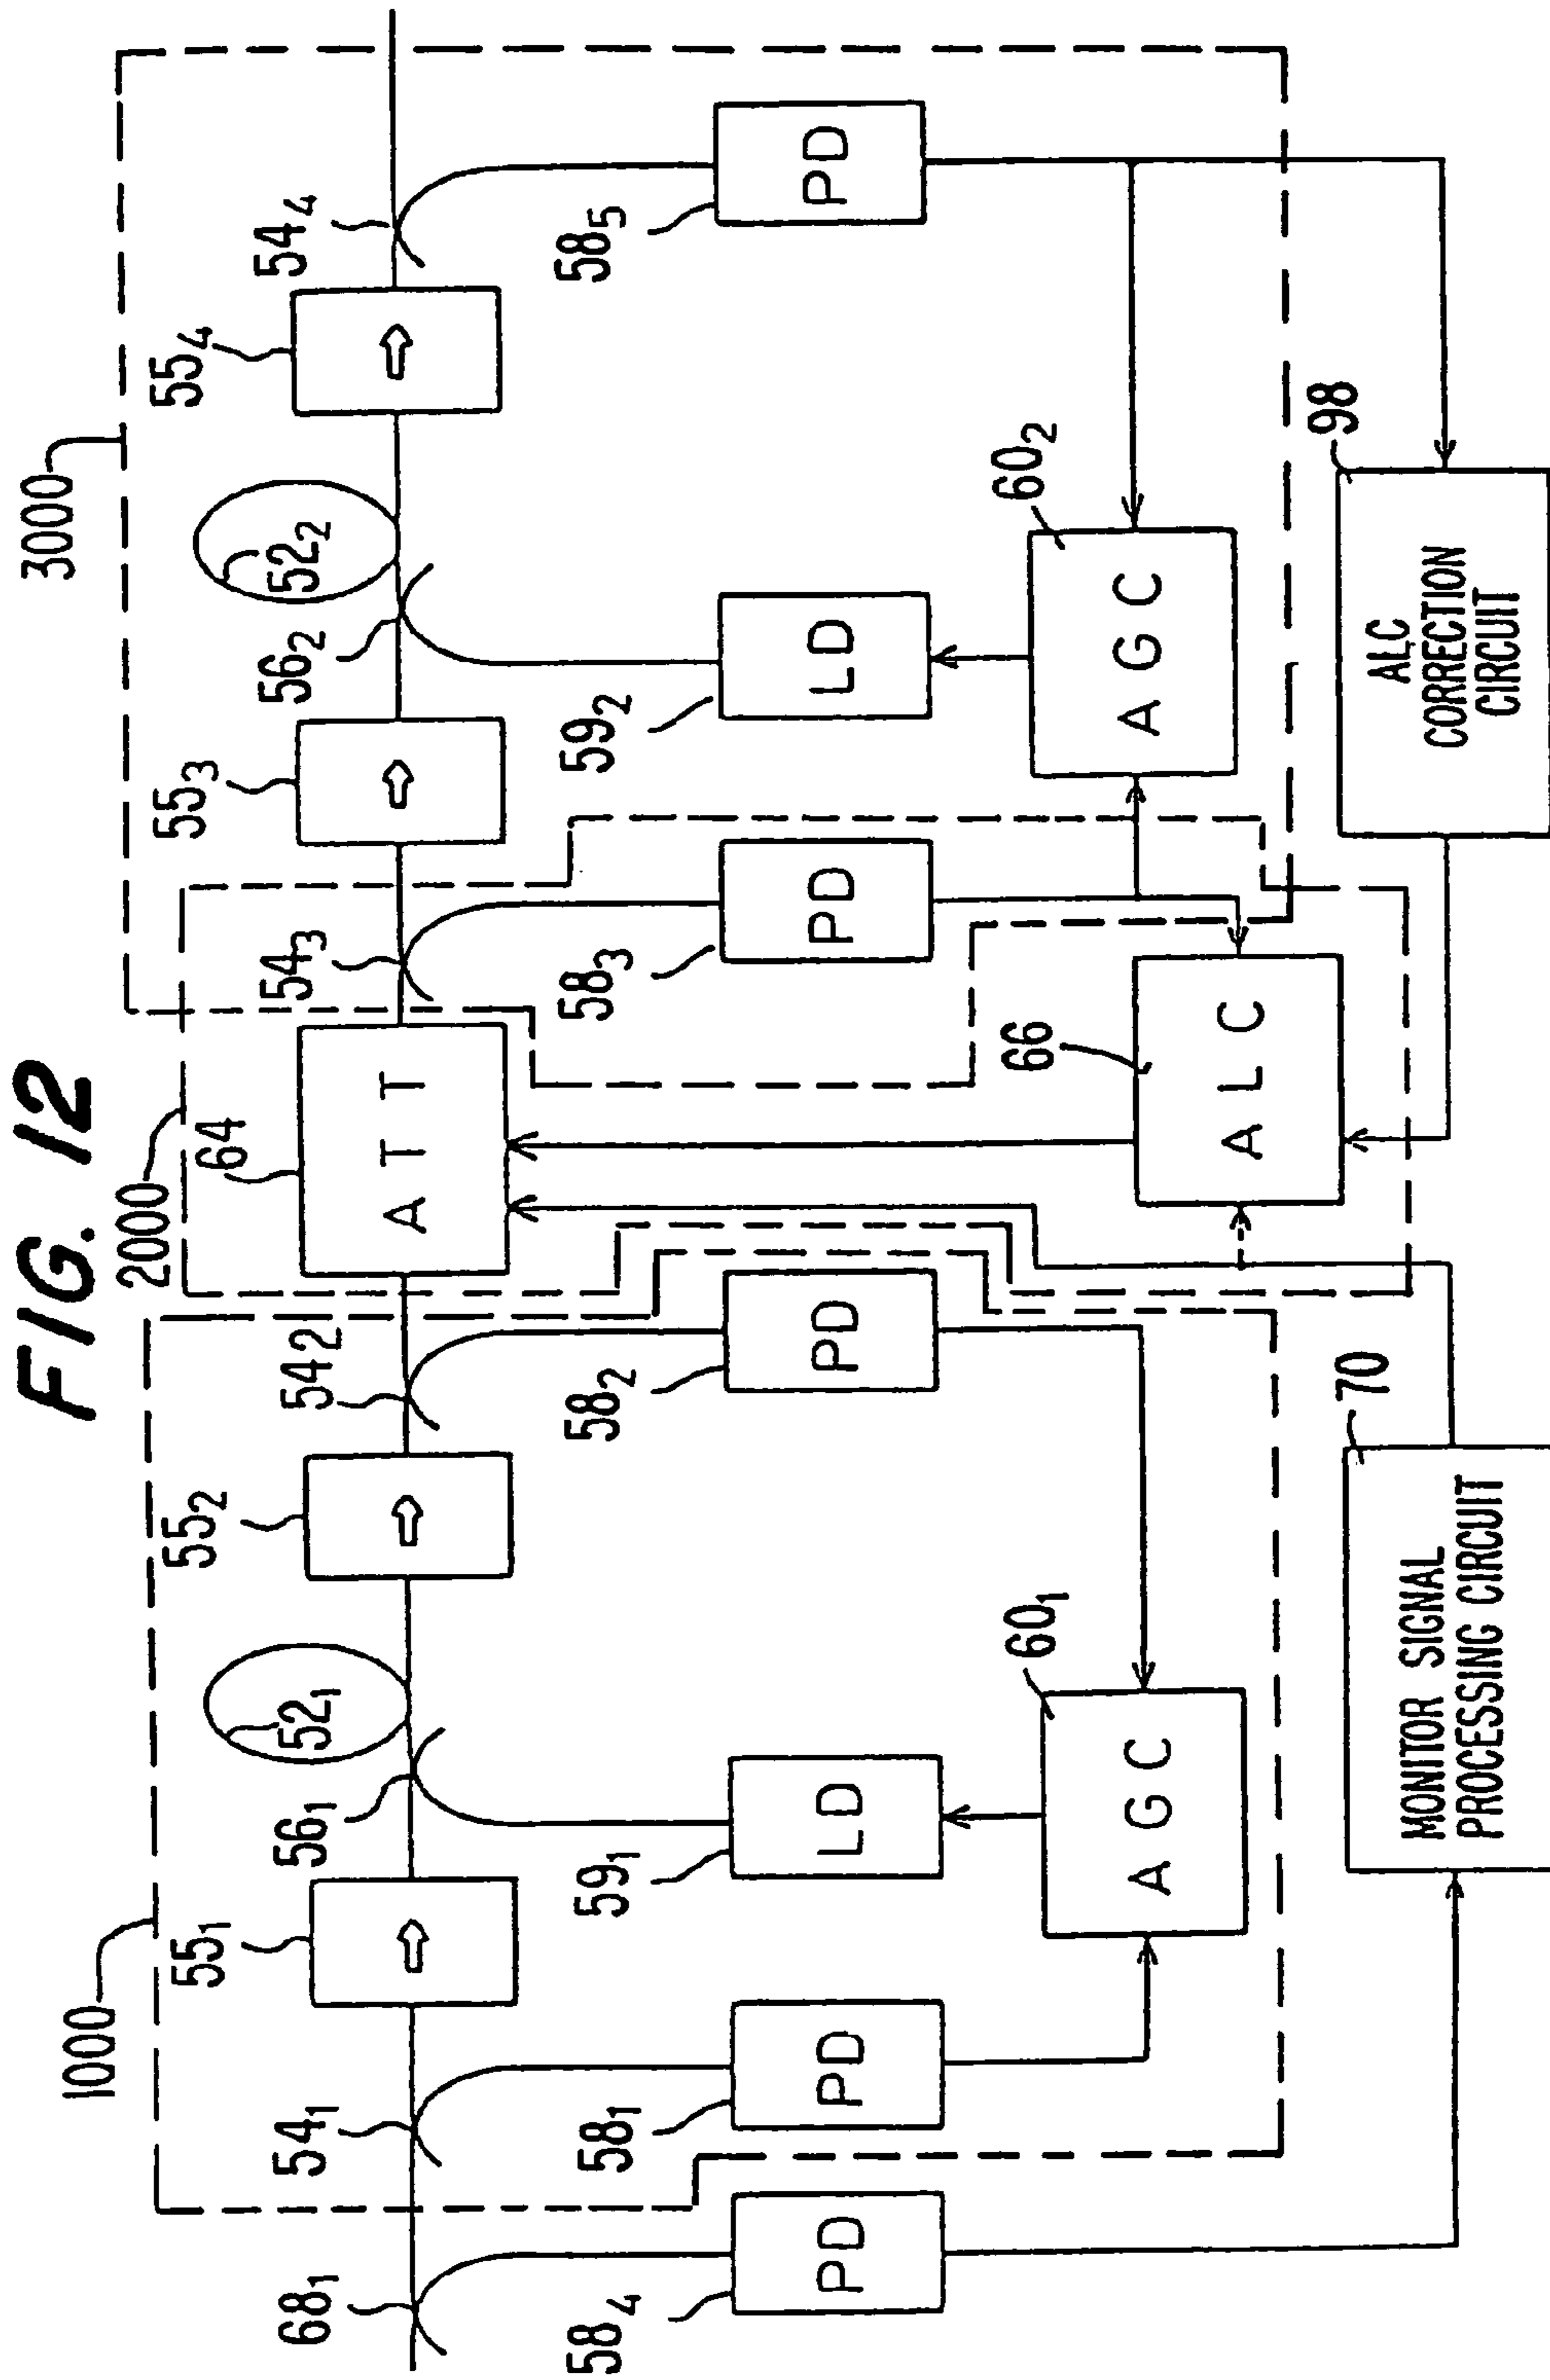 FIG. 12
1000
2000
3000
68₁
54₁
55₁
56₁
52₁
55₂
54₂
64
ATT
54₃
55₃
56₂
52₂
55₄
54₄
58₄
PD
58₁
PD
59₁
LD
58₂
PD
58₃
PD
59₂
LD
58₅
PD
60₁
AGC
66
ALC
60₂
AGC
70
MONITOR SIGNAL
PROCESSING CIRCUIT
98
ALC
CORRECTION
CIRCUIT